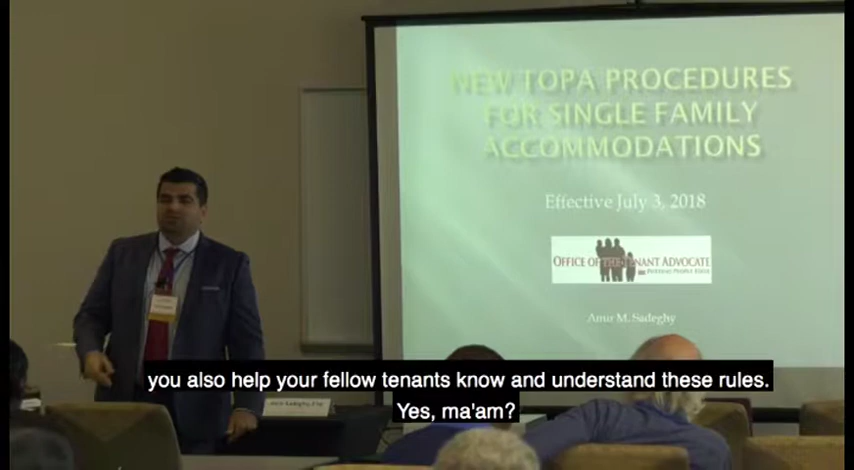 NEW TOPA PROCEDURES
FOR SINGLE FAMILY
ACCOMMODATIONS
Effective July 3, 2018
OFFICE OF THE TENANT ADVOCATE
Amir M. Sadeghy
you also help your fellow tenants know and understand these rules.
Yes, ma'am?